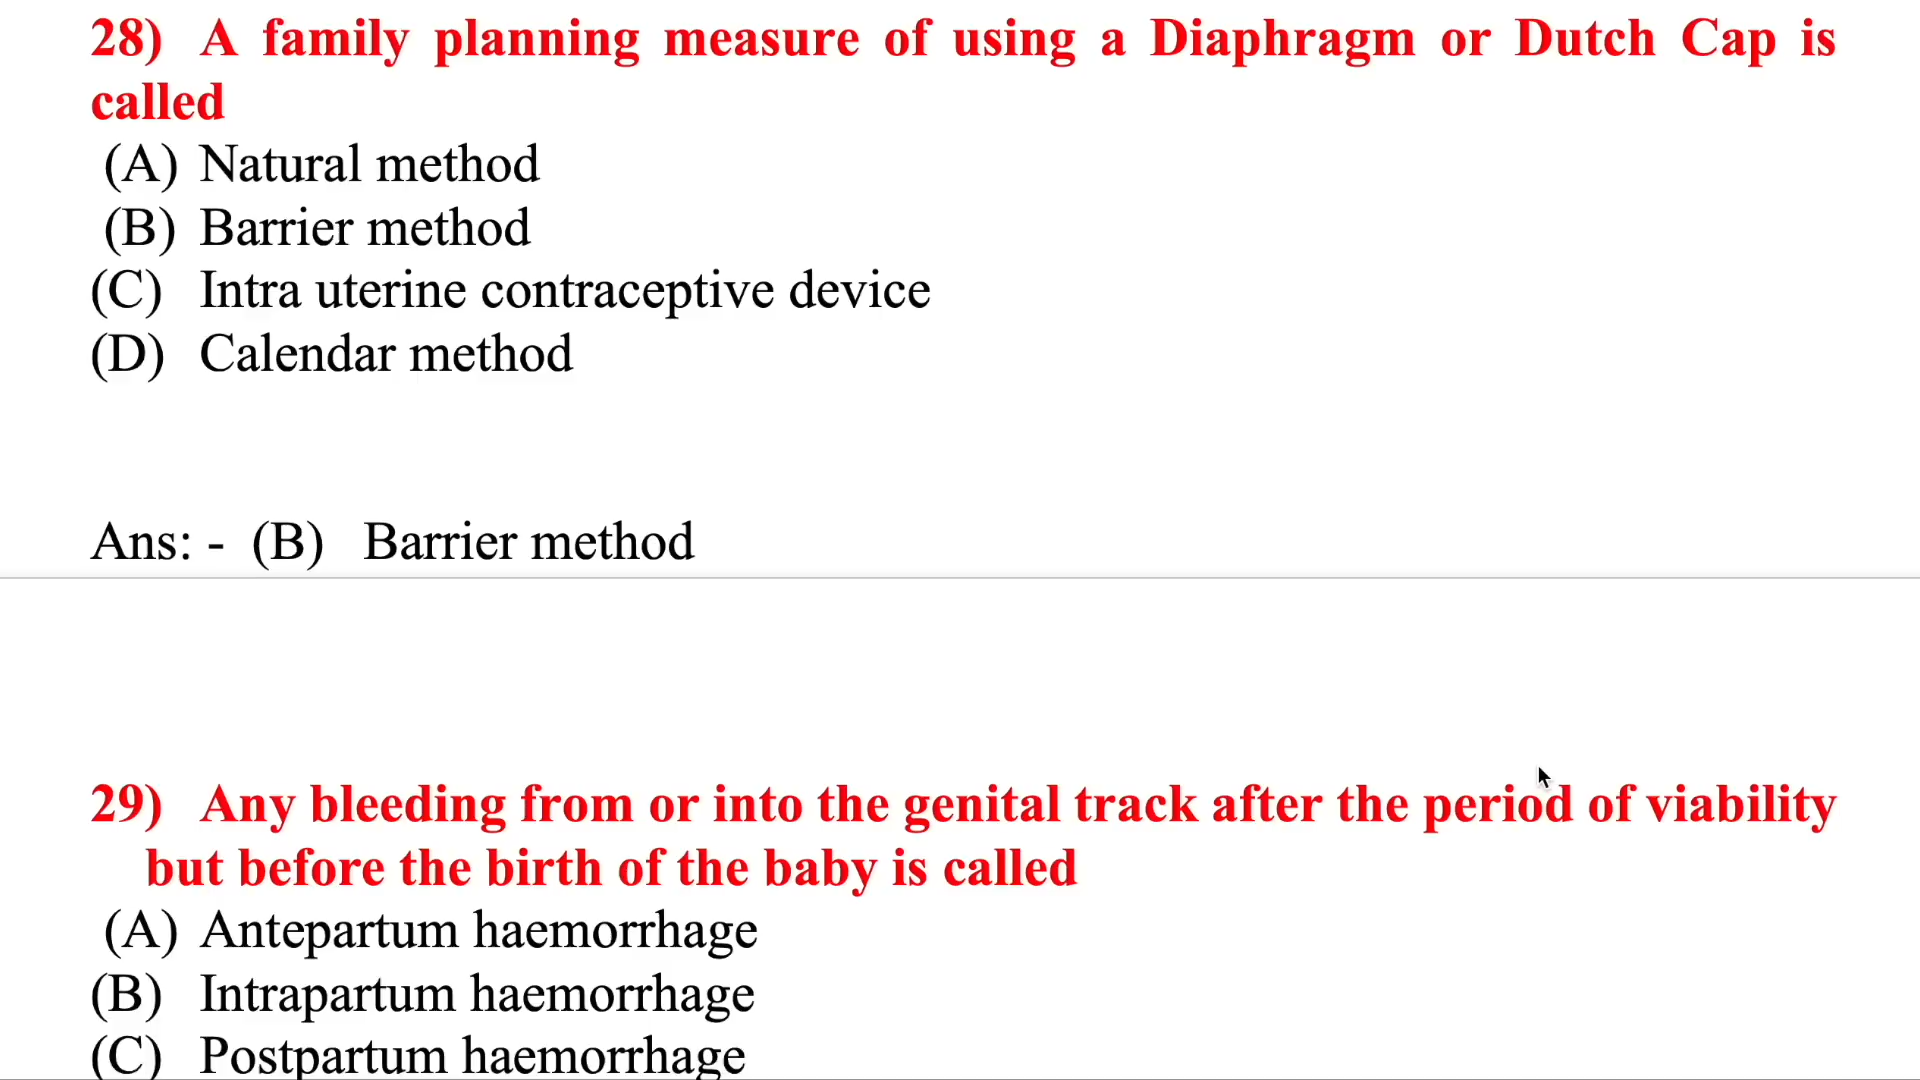 28) A family planning measure of using a Diaphragm or Dutch Cap is
called
(A) Natural method
(B) Barrier method
(C) Intra uterine contraceptive device
(D) Calendar method
Ans: - (B) Barrier method
29) Any bleeding from or into the genital track after the period of viability
but before the birth of the baby is called
(A) Antepartum haemorrhage
(B) Intrapartum haemorrhage
(C) Postpartum haemorrhage